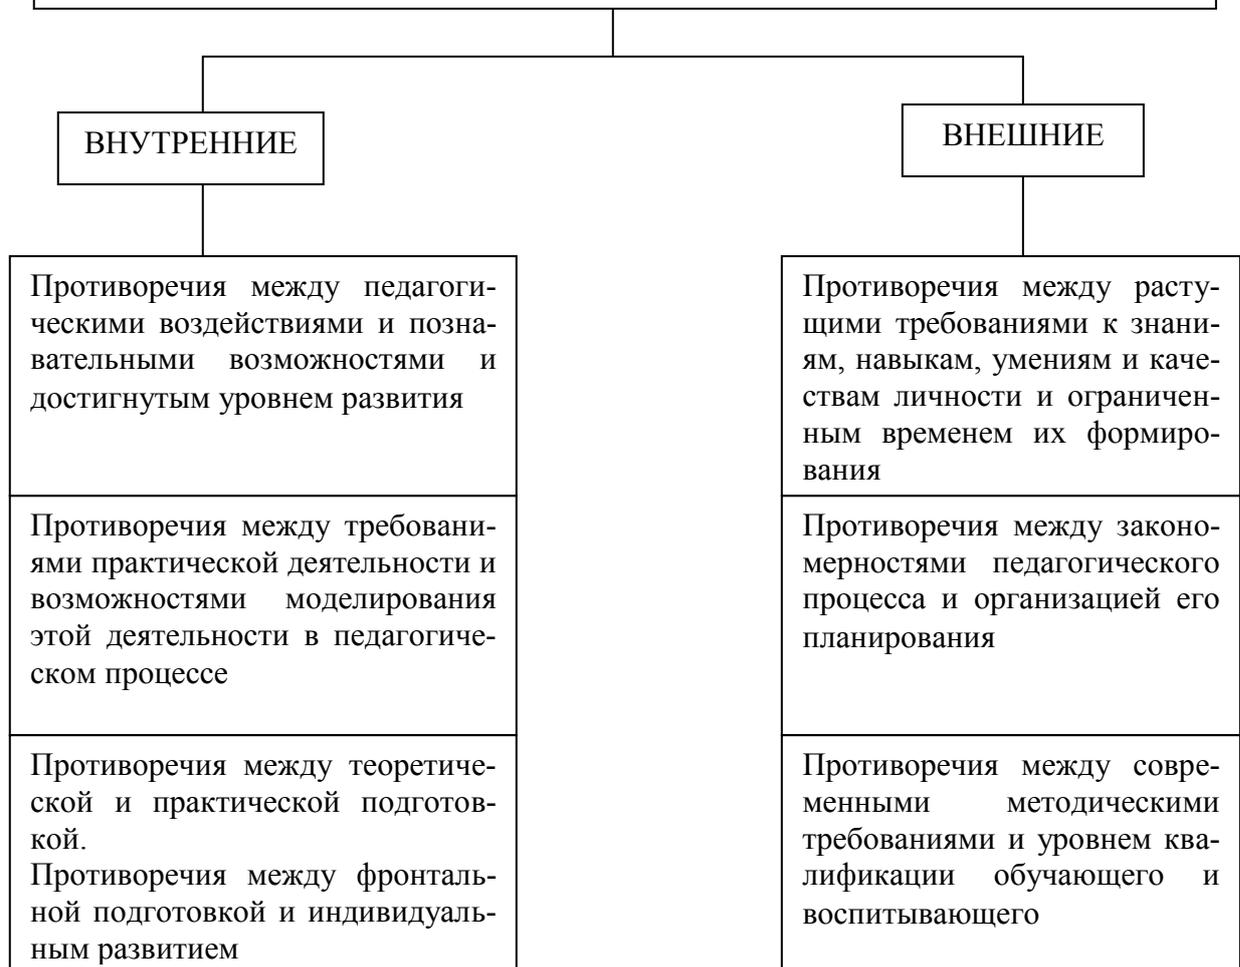 ВНУТРЕННИЕ
ВНЕШНИЕ
Противоречия между педагоги-
ческими воздействиями и позна-
вательными возможностями и
достигнутым уровнем развития
Противоречия между требовани-
ями практической деятельности и
возможностями моделирования
этой деятельности в педагогиче-
ском процессе
Противоречия между теоретиче-
ской и практической подготов-
кой.
Противоречия между фронталь-
ной подготовкой и индивидуаль-
ным развитием
Противоречия между расту-
щими требованиями к знани-
ям, навыкам, умениям и каче-
ствам личности и ограничен-
ным временем их формиро-
вания
Противоречия между законо-
мерностями педагогического
процесса и организацией его
планирования
Противоречия между совре-
менными методическими
требованиями и уровнем ква-
лификации обучающего и
воспитывающего